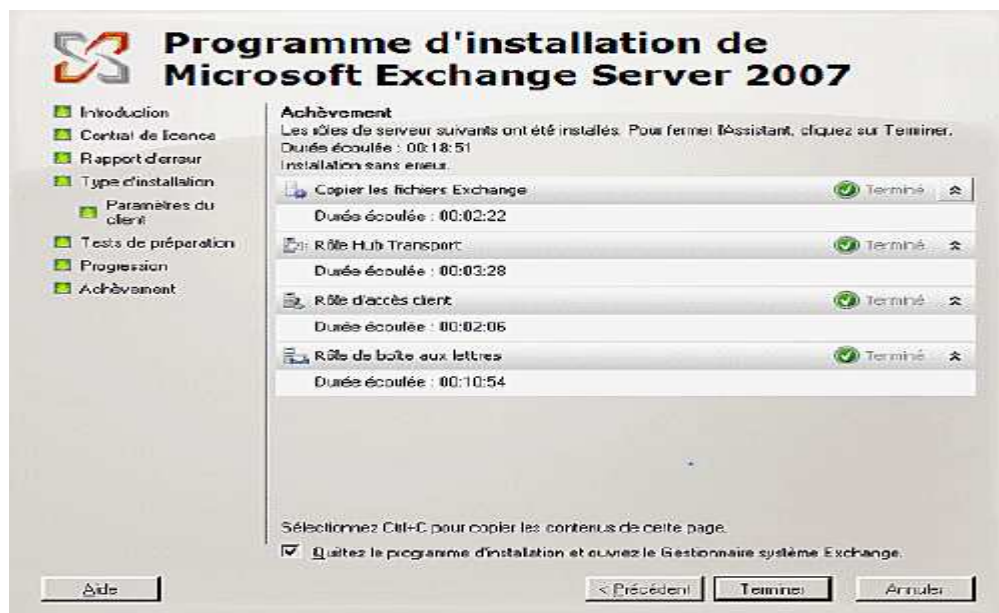 Programme d'installation de
Microsoft Exchange Server 2007
Introduction
Contrat de licence
Rapport d'erreur
Type d'installation
Paramètres du
client
Tests de préparation
Progression
Achèvement
Achèvement
Les rôles de serveur suivants ont été installés. Pour fermer l'Assistant, cliquez sur Terminer.
Durée écoulée : 00:18:51
Installation sans erreur.
Copier les fichiers Exchange Terminé
Durée écoulée : 00:02:22
Rôle Hub Transport Terminé
Durée écoulée : 00:03:28
Rôle d'accès client Terminé
Durée écoulée : 00:02:06
Rôle de boîte aux lettres Terminé
Durée écoulée : 00:10:54
Sélectionnez Ctrl+C pour copier les contenus de cette page.
Quittez le programme d'installation et ouvrez le Gestionnaire système Exchange.
Aide < Précédent Terminer Annuler